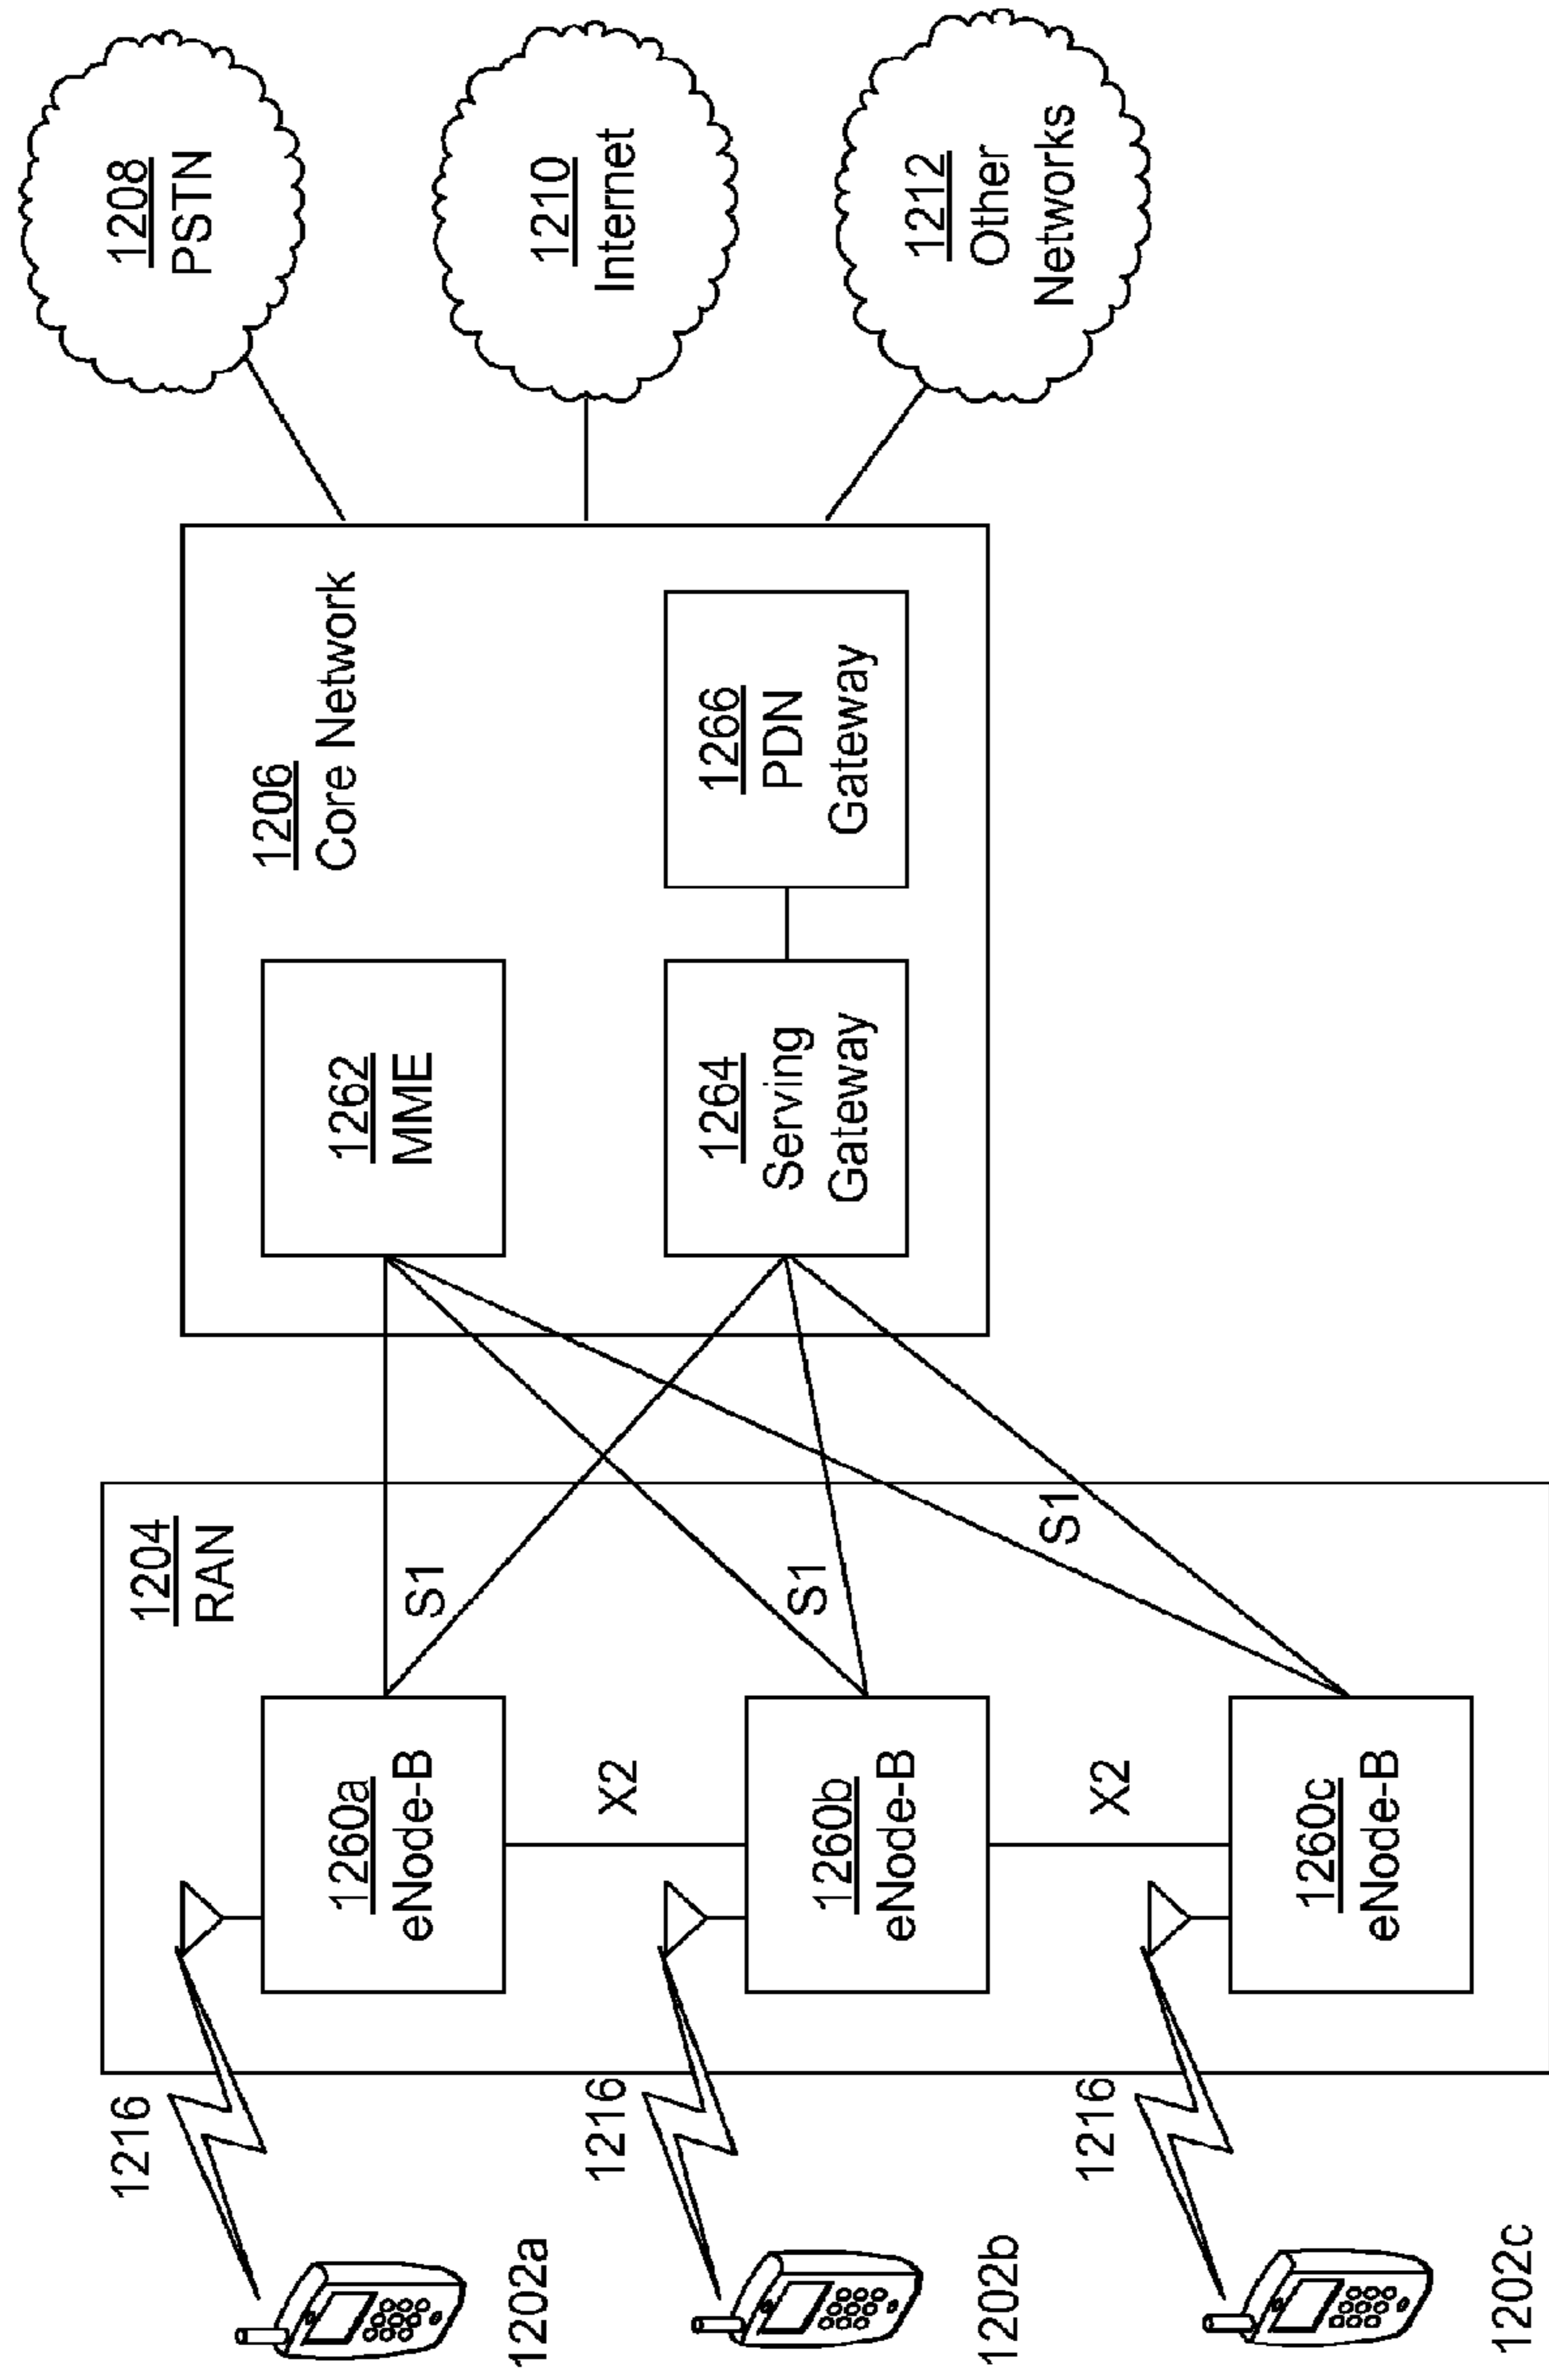 1202a
1202b
1202c
1216
1216
1216
1204
RAN
1260a
eNode-B
X2
1260b
eNode-B
X2
1260c
eNode-B
S1
S1
S1
1206
Core Network
1262
MME
1264
Serving
Gateway
1266
PDN
Gateway
1208
PSTN
1210
Internet
1212
Other
Networks